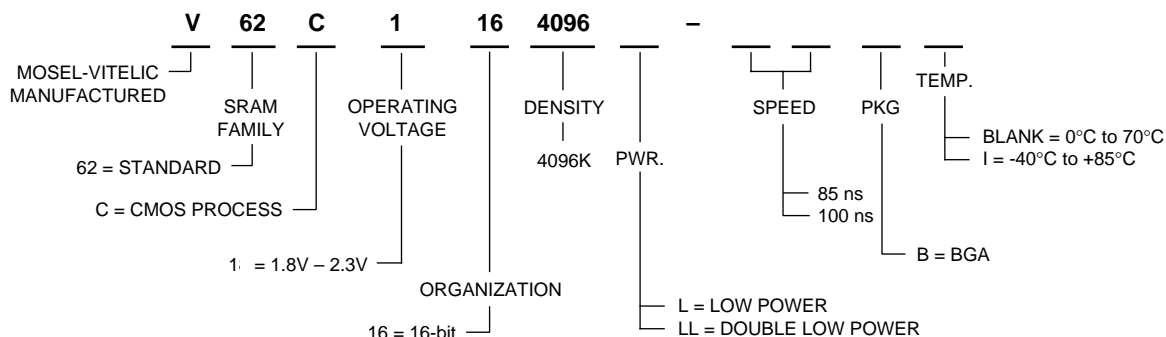 V 62 C 1 16 4096 –
MOSEL-VITELIC
MANUFACTURED
SRAM
FAMILY
OPERATING
VOLTAGE
DENSITY
SPEED
PKG
TEMP.
62 = STANDARD
4096K
PWR.
BLANK = 0°C to 70°C
I = -40°C to +85°C
C = CMOS PROCESS
85 ns
100 ns
= 1.8V – 2.3V
B = BGA
ORGANIZATION
16 = 16-bit
L = LOW POWER
LL = DOUBLE LOW POWER